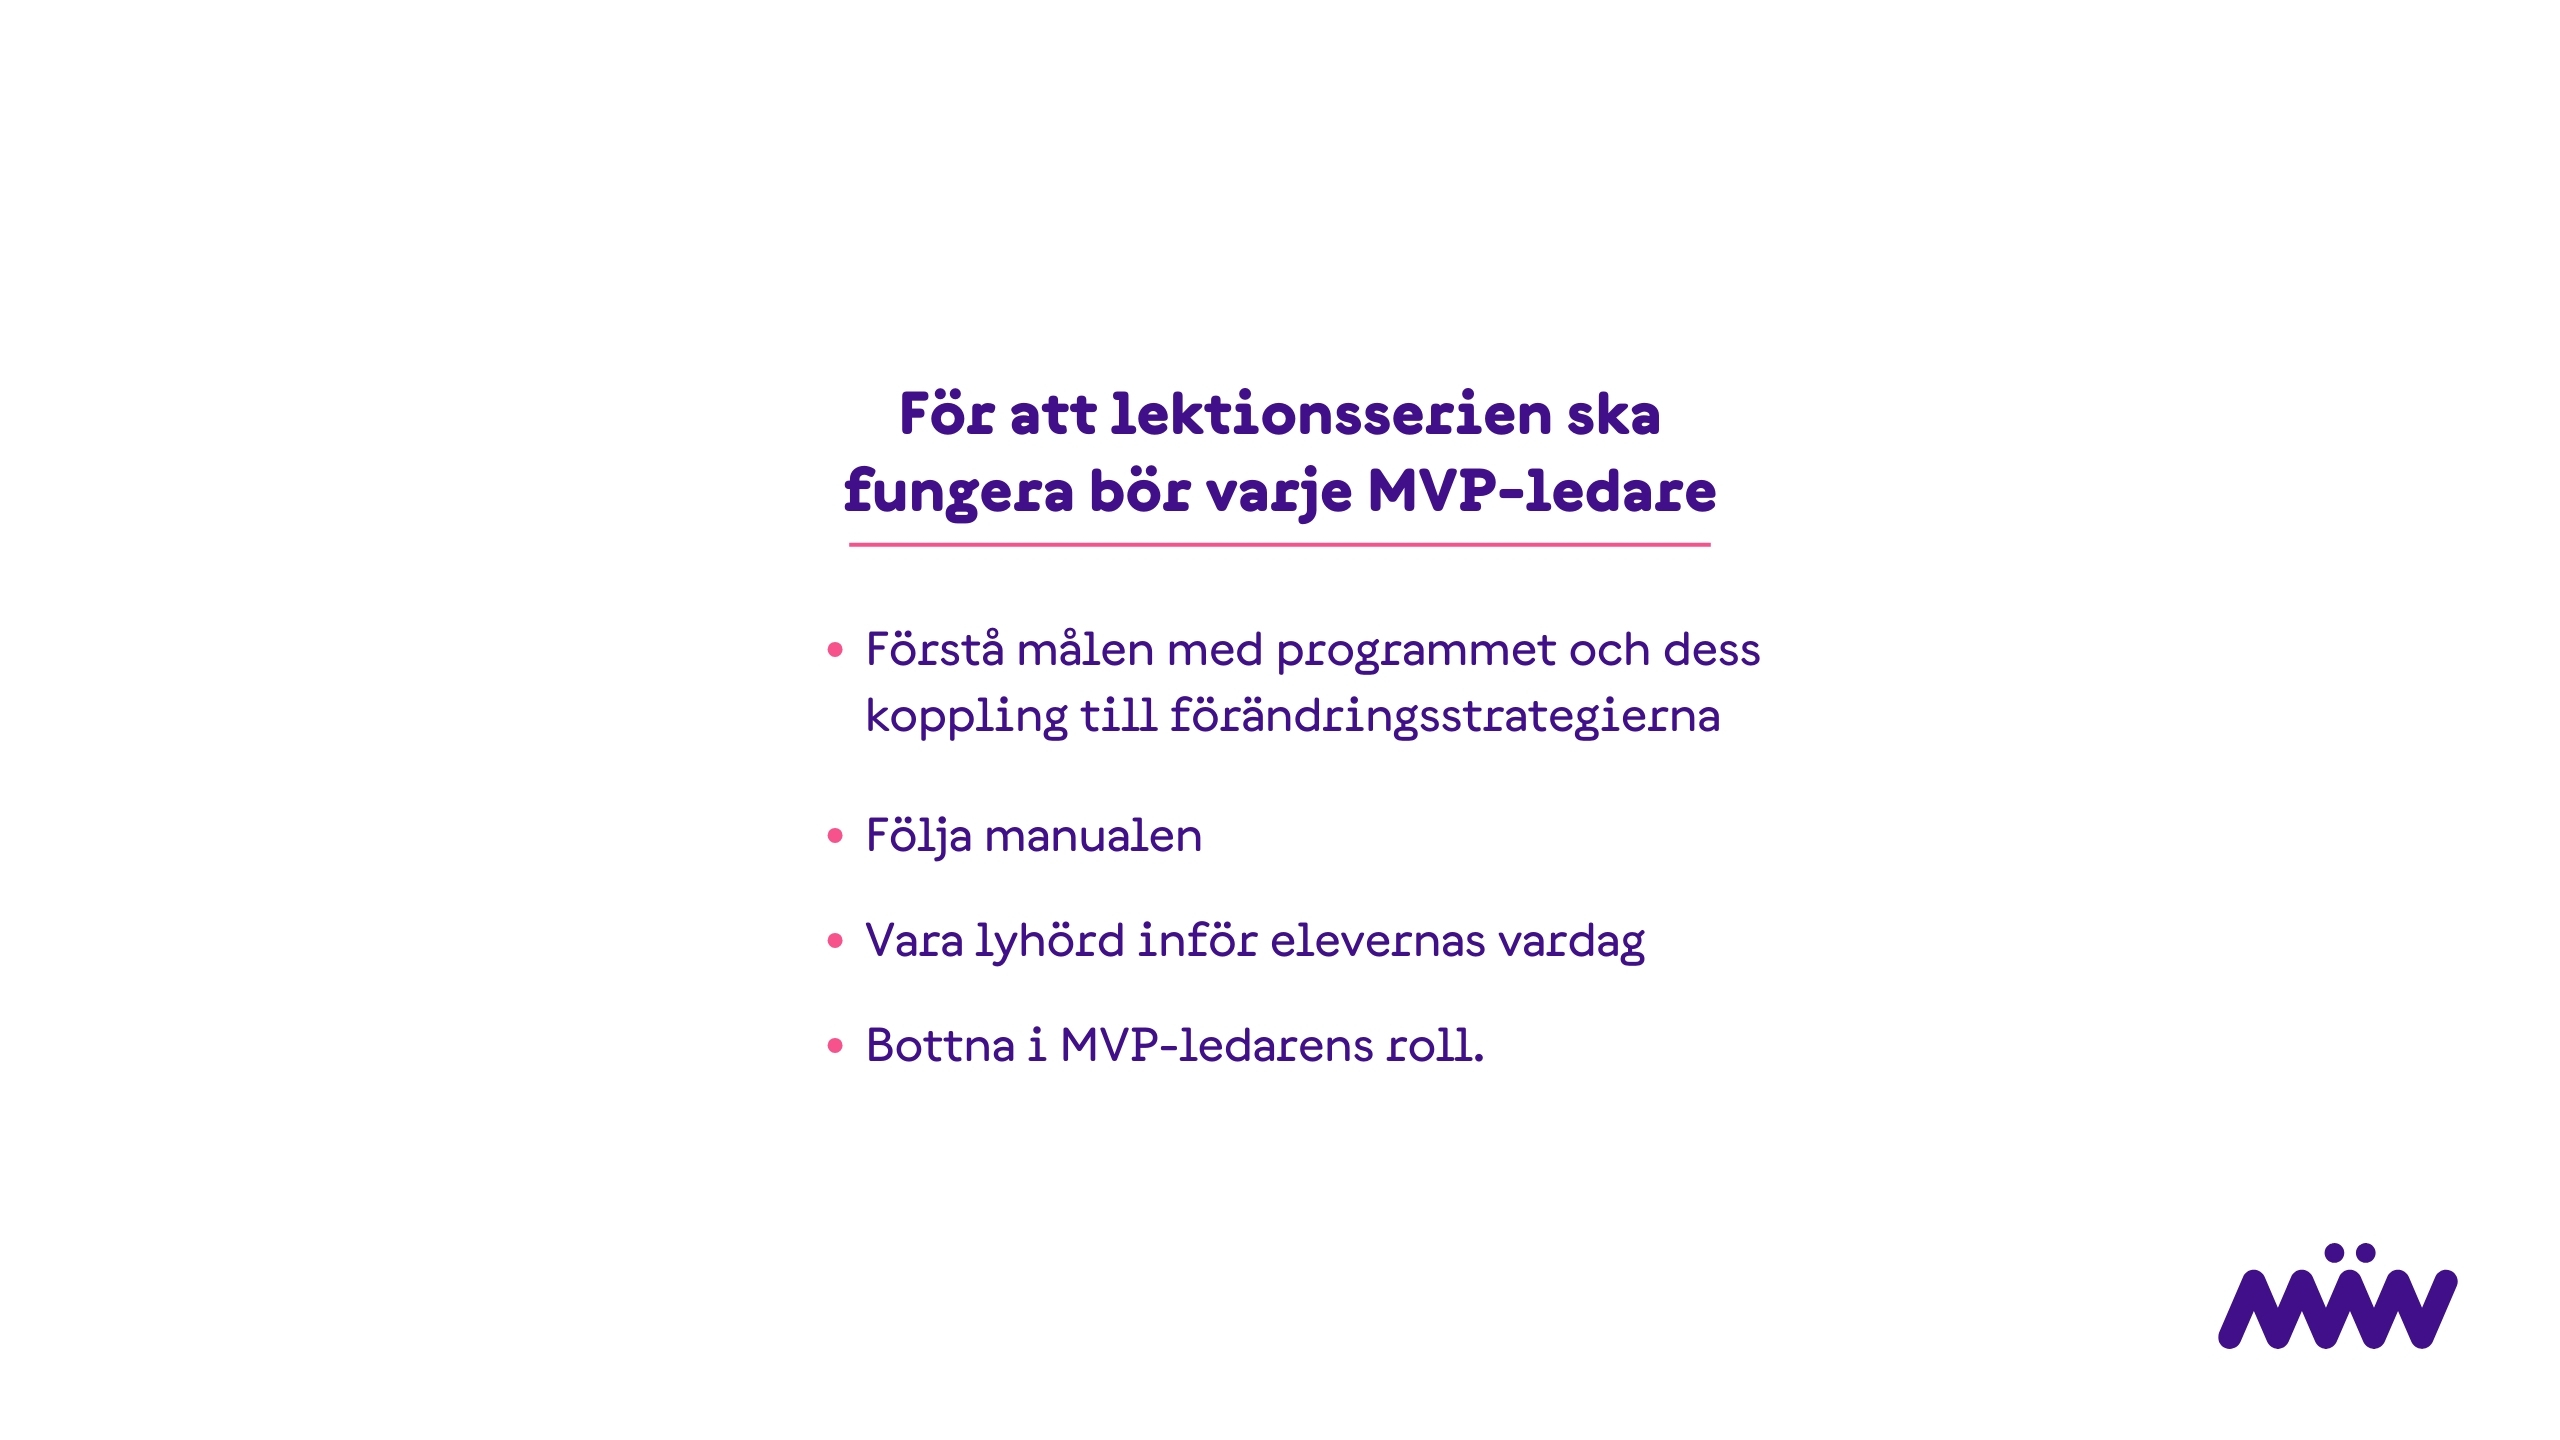 För att lektionsserien ska
fungera bör varje MVP-ledare
• Förstå målen med programmet och dess
koppling till förändringsstrategierna
• Följa manualen
• Vara lyhörd inför elevernas vardag
• Bottna i MVP-ledarens roll.
MÄN